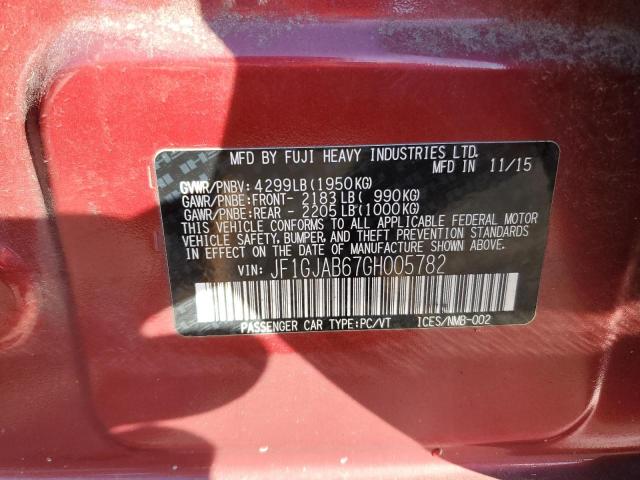 MFD BY FUJI HEAVY INDUSTRIES LTD.
MFD IN 11/15
GVWR/PNBV: 4299LB(1950KG)
GAWR/PNBE:FRONT- 2183LB( 990KG)
GAWR/PNBE:REAR - 2205LB(1000KG)
THIS VEHICLE CONFORMS TO ALL APPLICABLE FEDERAL MOTOR
VEHICLE SAFETY, BUMPER, AND THEFT PREVENTION STANDARDS
IN EFFECT ON THE DATE OF MANUFACTURE SHOWN ABOVE.
VIN: JF1GJAB67GH005782
PASSENGER CAR TYPE:PC/VT ICES/NMB-002